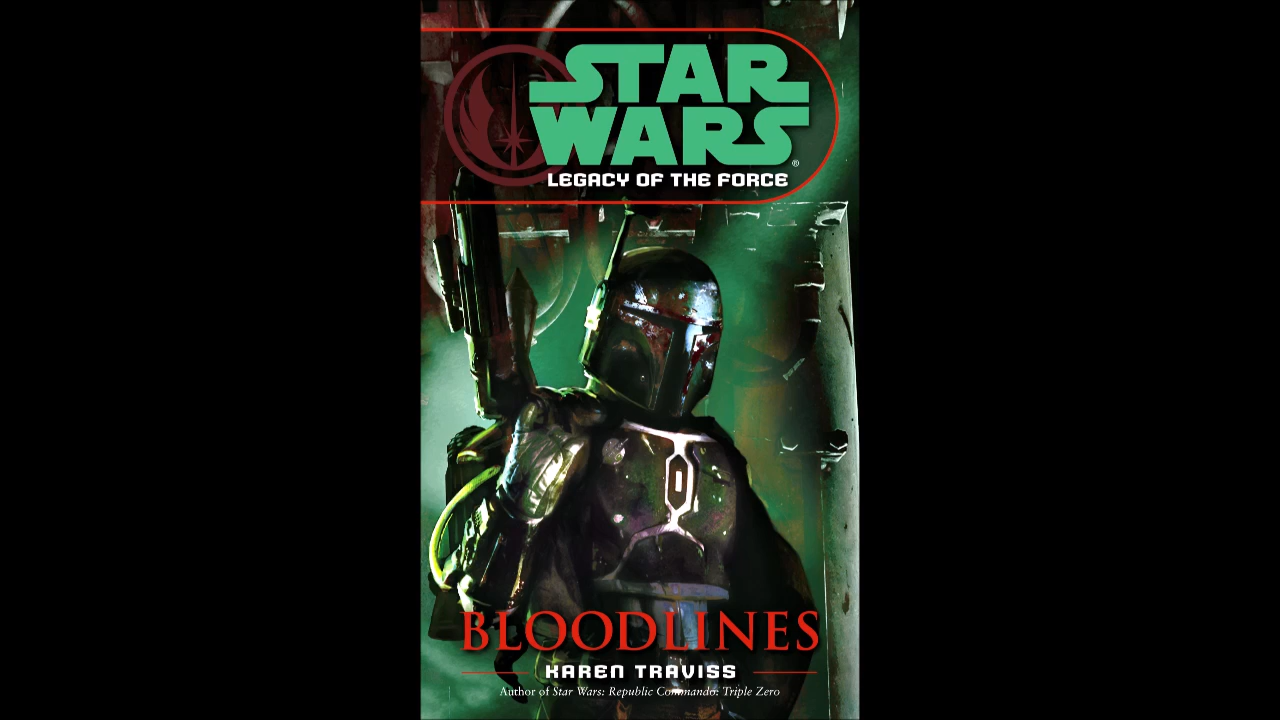 STAR
WARS®
LEGACY OF THE FORCE
BLOODLINES
KAREN TRAVISS
Author of Star Wars: Republic Commando: Triple Zero